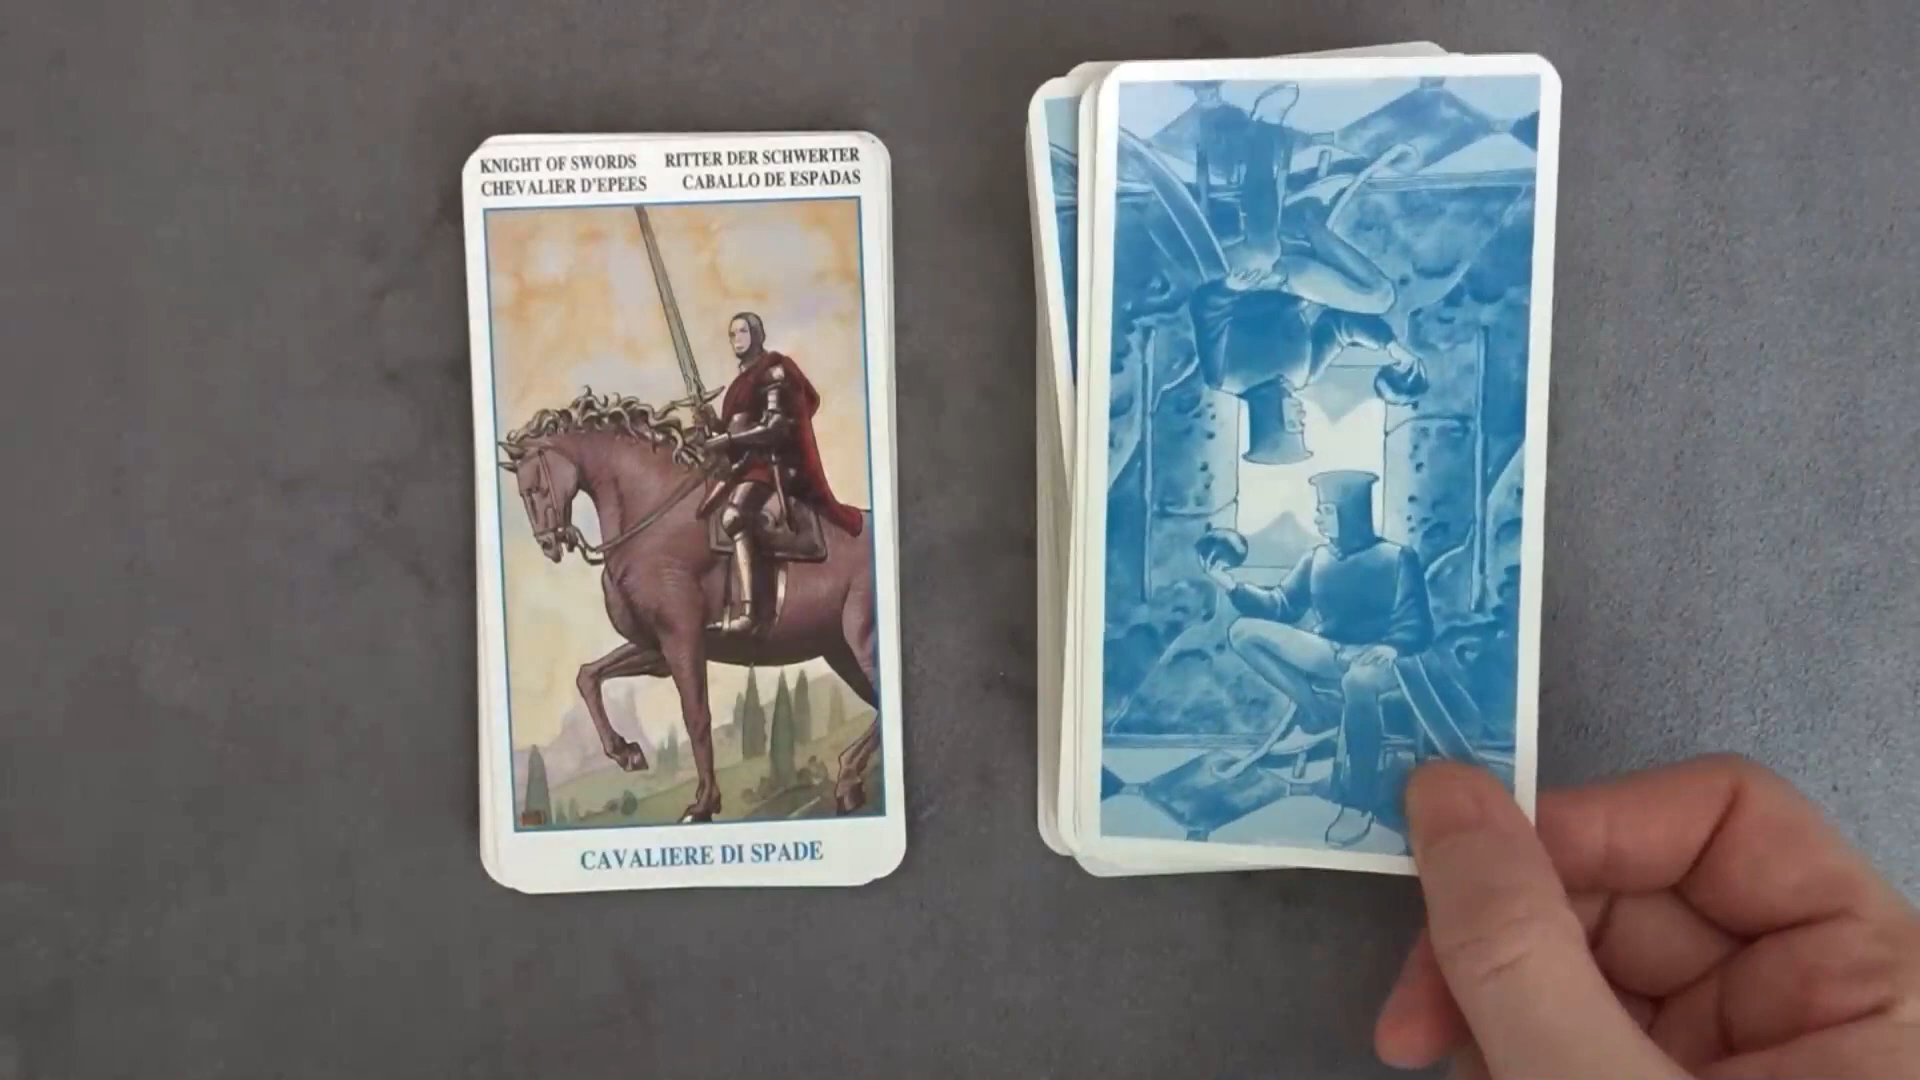 KNIGHT OF SWORDS RITTER DER SCHWERTER
CHEVALIER D'EPEES CABALLO DE ESPADAS
CAVALIERE DI SPADE